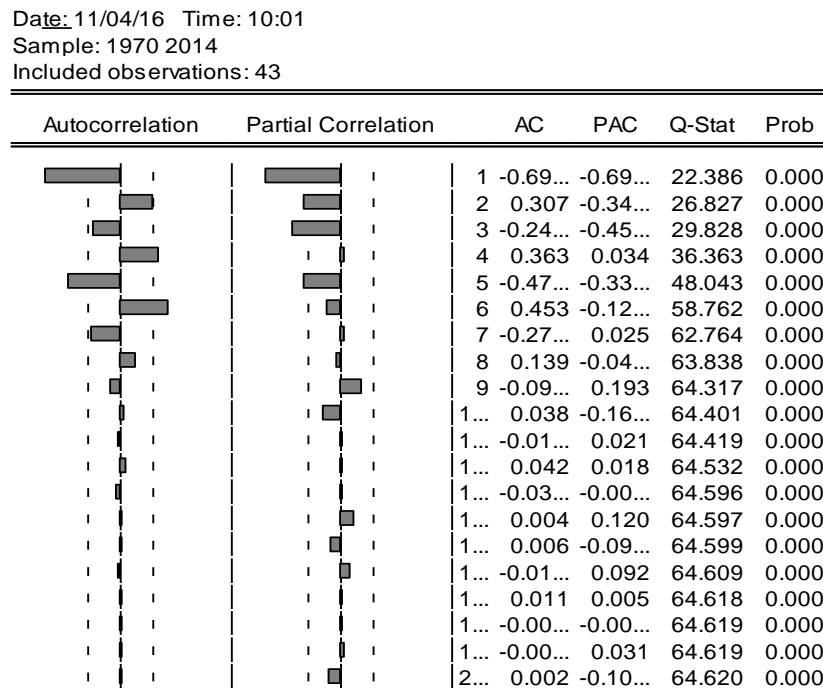 Date: 11/04/16 Time: 10:01
Sample: 1970 2014
Included observations: 43
Autocorrelation Partial Correlation AC PAC Q-Stat Prob
1 -0.69... -0.69... 22.386 0.000
2 0.307 -0.34... 26.827 0.000
3 -0.24... -0.45... 29.828 0.000
4 0.363 0.034 36.363 0.000
5 -0.47... -0.33... 48.043 0.000
6 0.453 -0.12... 58.762 0.000
7 -0.27... 0.025 62.764 0.000
8 0.139 -0.04... 63.838 0.000
9 -0.09... 0.193 64.317 0.000
1... 0.038 -0.16... 64.401 0.000
1... -0.01... 0.021 64.419 0.000
1... 0.042 0.018 64.532 0.000
1... -0.03... -0.00... 64.596 0.000
1... 0.004 0.120 64.597 0.000
1... 0.006 -0.09... 64.599 0.000
1... -0.01... 0.092 64.609 0.000
1... 0.011 0.005 64.618 0.000
1... -0.00... -0.00... 64.619 0.000
1... -0.00... 0.031 64.619 0.000
2... 0.002 -0.10... 64.620 0.000